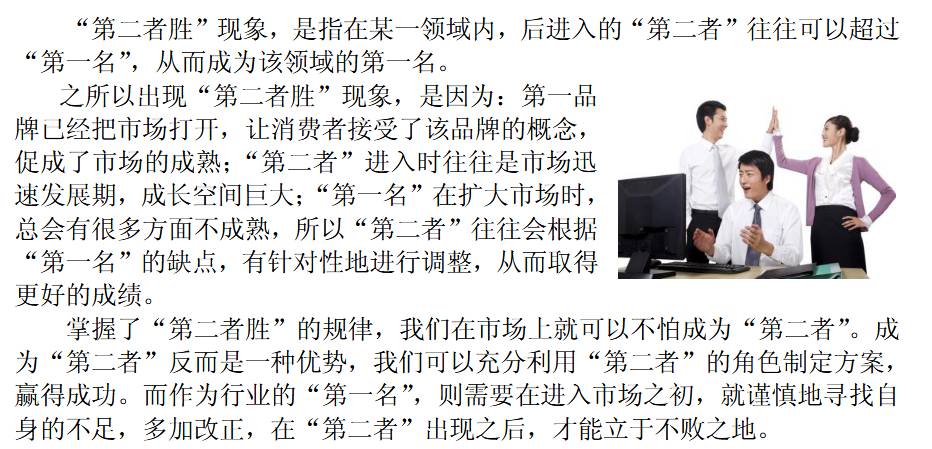 “第二者胜”现象，是指在某一领域内，后进入的“第二者”往往可以超过
“第一名”，从而成为该领域的第一名。
之所以出现“第二者胜”现象，是因为：第一品
牌已经把市场打开，让消费者接受了该品牌的概念，
促成了市场的成熟；“第二者”进入时往往是市场迅
速发展期，成长空间巨大；“第一名”在扩大市场时，
总会有很多方面不成熟，所以“第二者”往往会根据
“第一名”的缺点，有针对性地进行调整，从而取得
更好的成绩。
掌握了“第二者胜”的规律，我们在市场上就可以不怕成为“第二者”。成
为“第二者”反而是一种优势，我们可以充分利用“第二者”的角色制定方案，
赢得成功。而作为行业的“第一名”，则需要在进入市场之初，就谨慎地寻找自
身的不足，多加改正，在“第二者”出现之后，才能立于不败之地。